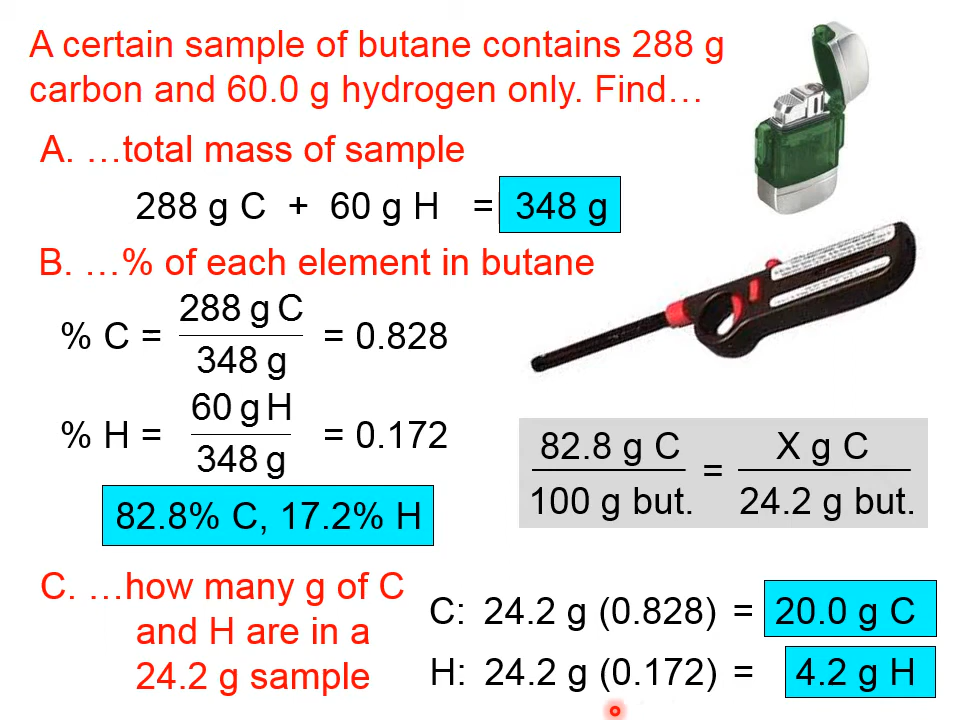 A certain sample of butane contains 288 g
carbon and 60.0 g hydrogen only. Find…
A. …total mass of sample
288 g C + 60 g H = 348 g
B. …% of each element in butane
% C = 288 g C / 348 g = 0.828
% H = 60 g H / 348 g = 0.172
82.8% C, 17.2% H
82.8 g C / 100 g but. = X g C / 24.2 g but.
C. …how many g of C
and H are in a
24.2 g sample
C: 24.2 g (0.828) = 20.0 g C
H: 24.2 g (0.172) = 4.2 g H